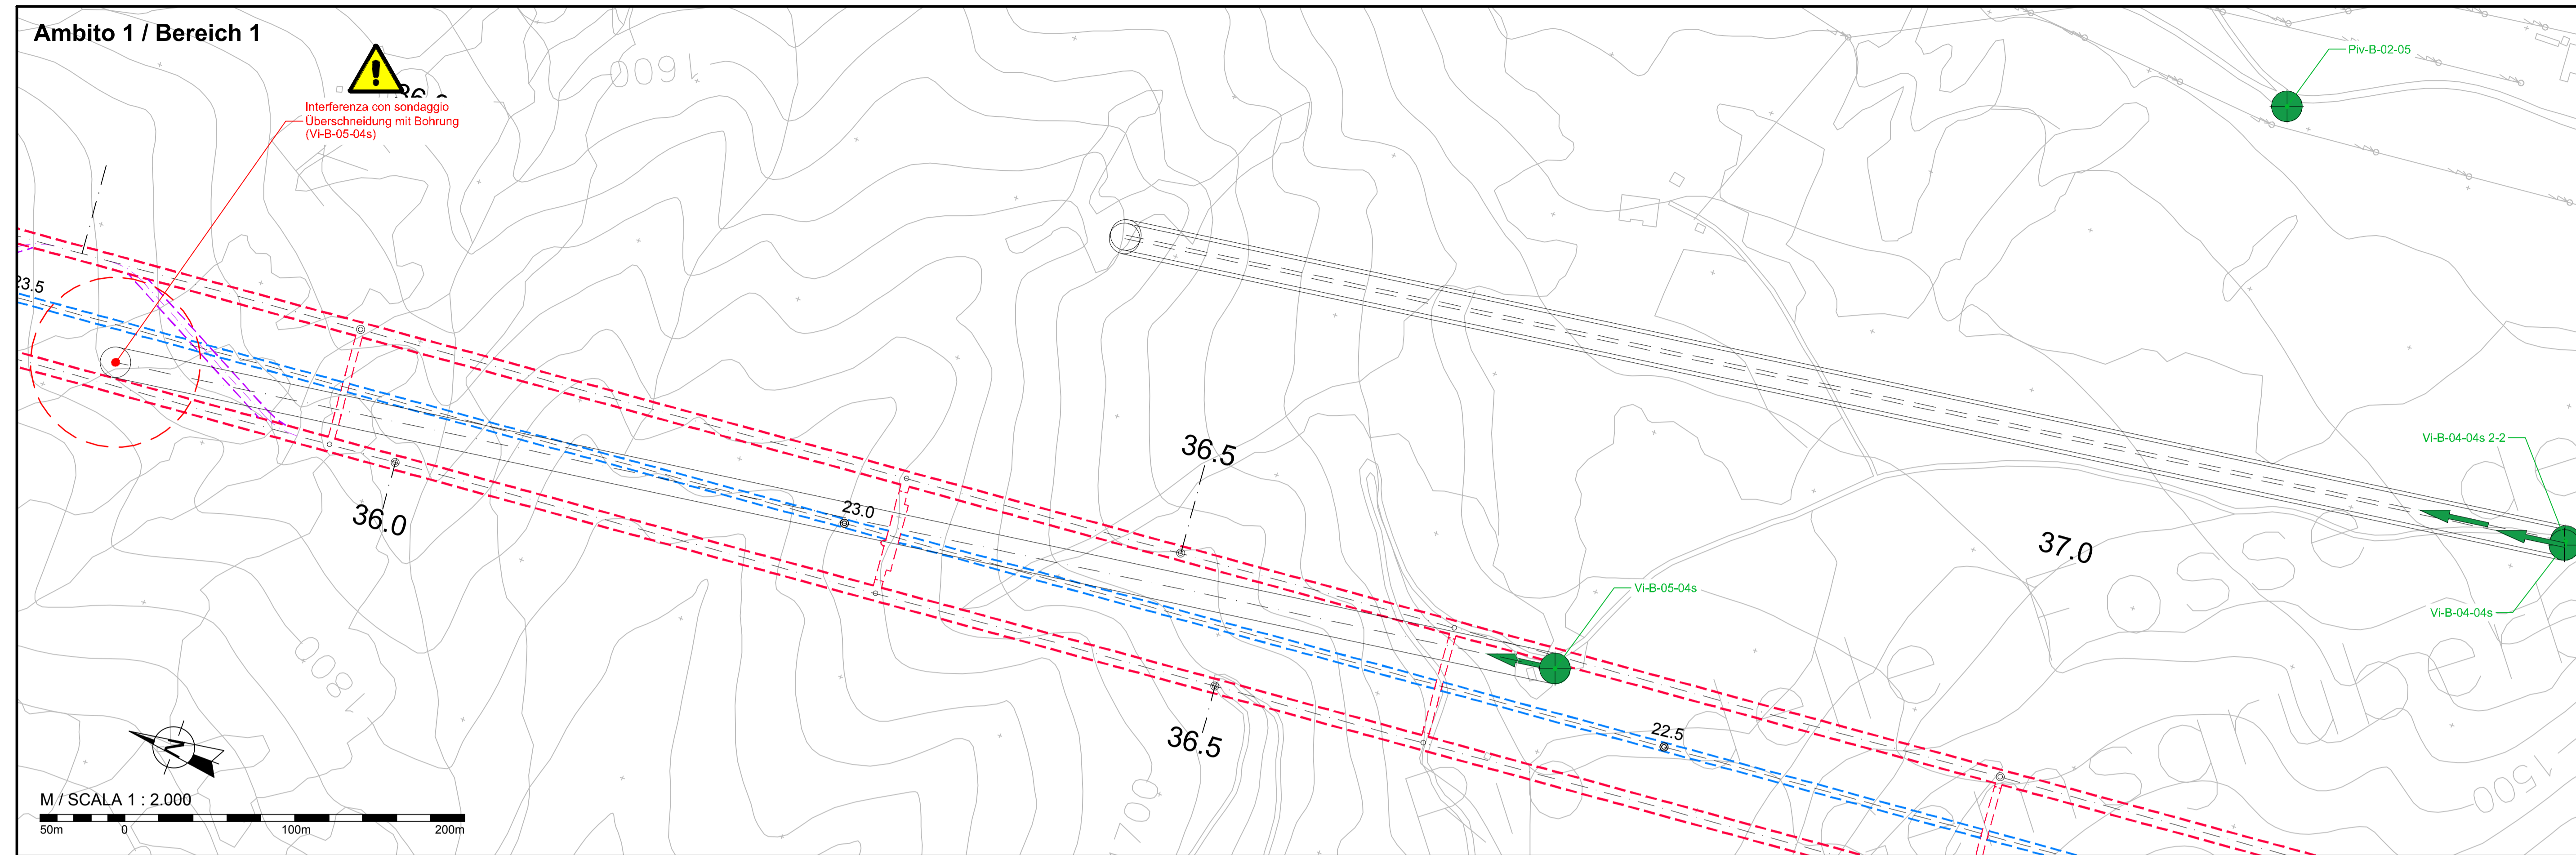 Ambito 1 / Bereich 1
1600
Interferenza con sondaggio
Überschneidung mit Bohrung
(Vi-B-05-04s)
Piv-B-02-05
23.5
36.5
36.0
23.0
Vi-B-04-04s 2-2
37.0
Vi-B-05-04s
Vi-B-04-04s
36.5
22.5
1500
N
M / SCALA 1 : 2.000
50m
0
100m
200m